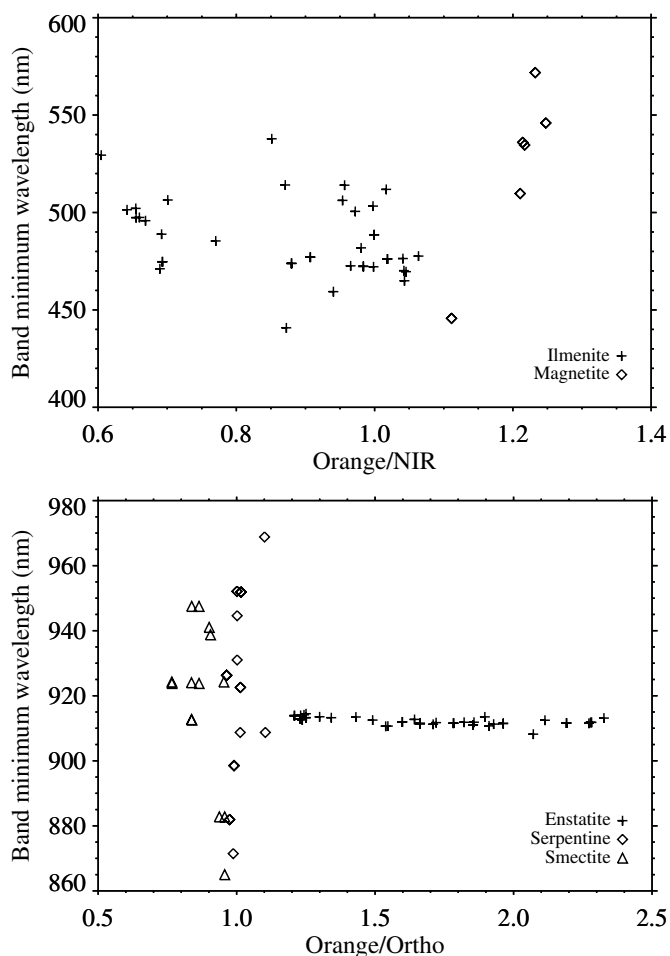 600
550
500
450
400
Band minimum wavelength (nm)
Ilmenite
Magnetite
0.6 0.8 1.0 1.2 1.4
Orange/NIR
980
960
940
920
900
880
860
Band minimum wavelength (nm)
Enstatite
Serpentine
Smectite
0.5 1.0 1.5 2.0 2.5
Orange/Ortho